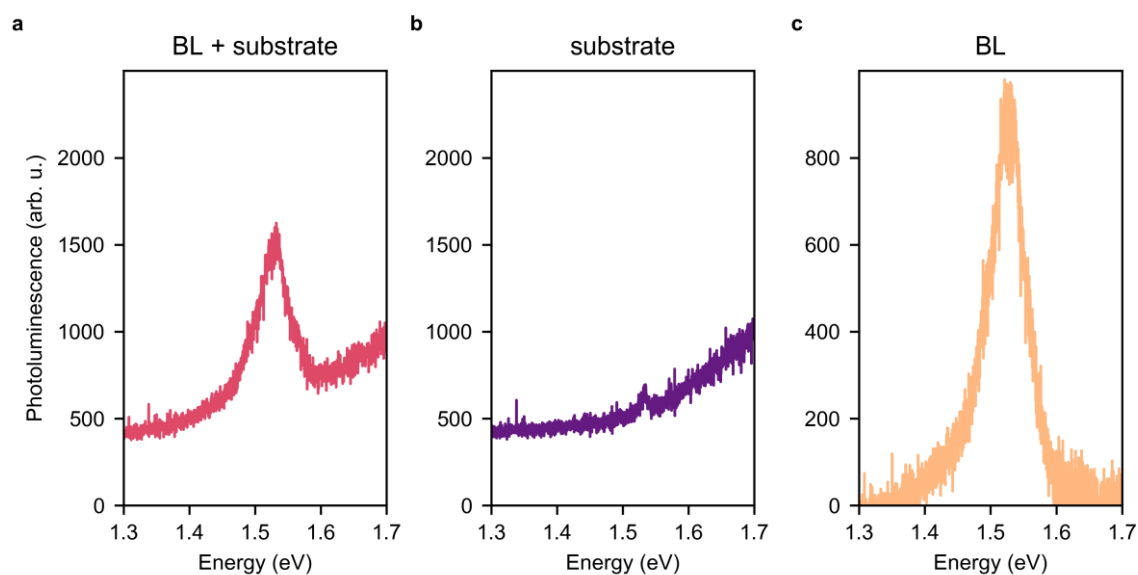 a
BL + substrate
Photoluminescence (arb. u.)
2000
1500
1000
500
0
1.3 1.4 1.5 1.6 1.7
Energy (eV)
b
substrate
2000
1500
1000
500
0
1.3 1.4 1.5 1.6 1.7
Energy (eV)
c
BL
800
600
400
200
0
1.3 1.4 1.5 1.6 1.7
Energy (eV)